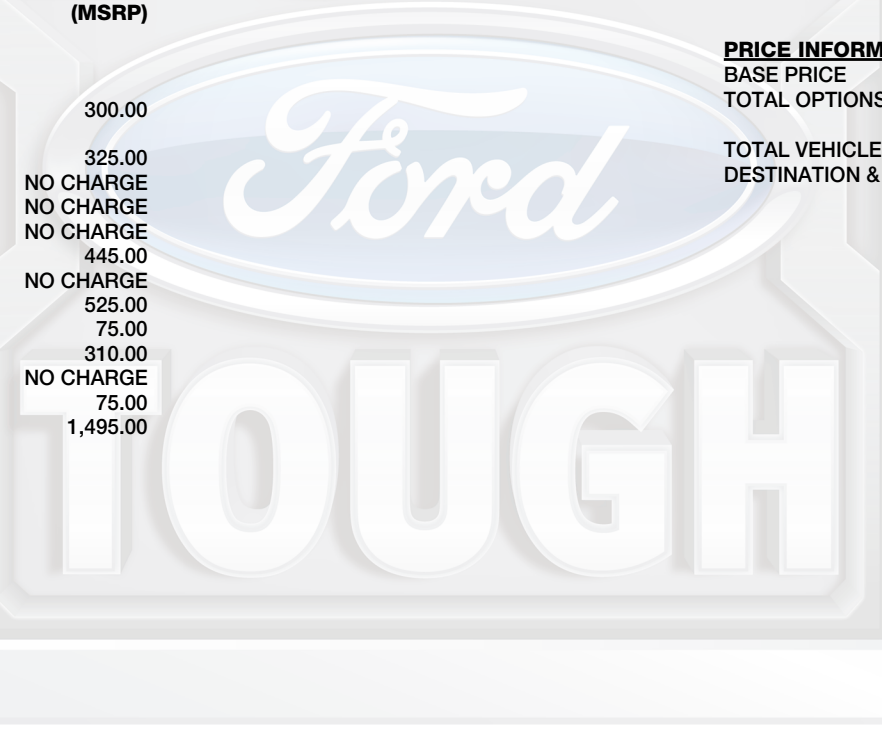 (MSRP)
300.00
325.00
NO CHARGE
NO CHARGE
NO CHARGE
445.00
NO CHARGE
525.00
75.00
310.00
NO CHARGE
75.00
1,495.00
PRICE INFORM
BASE PRICE
TOTAL OPTIONS
TOTAL VEHICLE
DESTINATION &
Ford
TOUGH